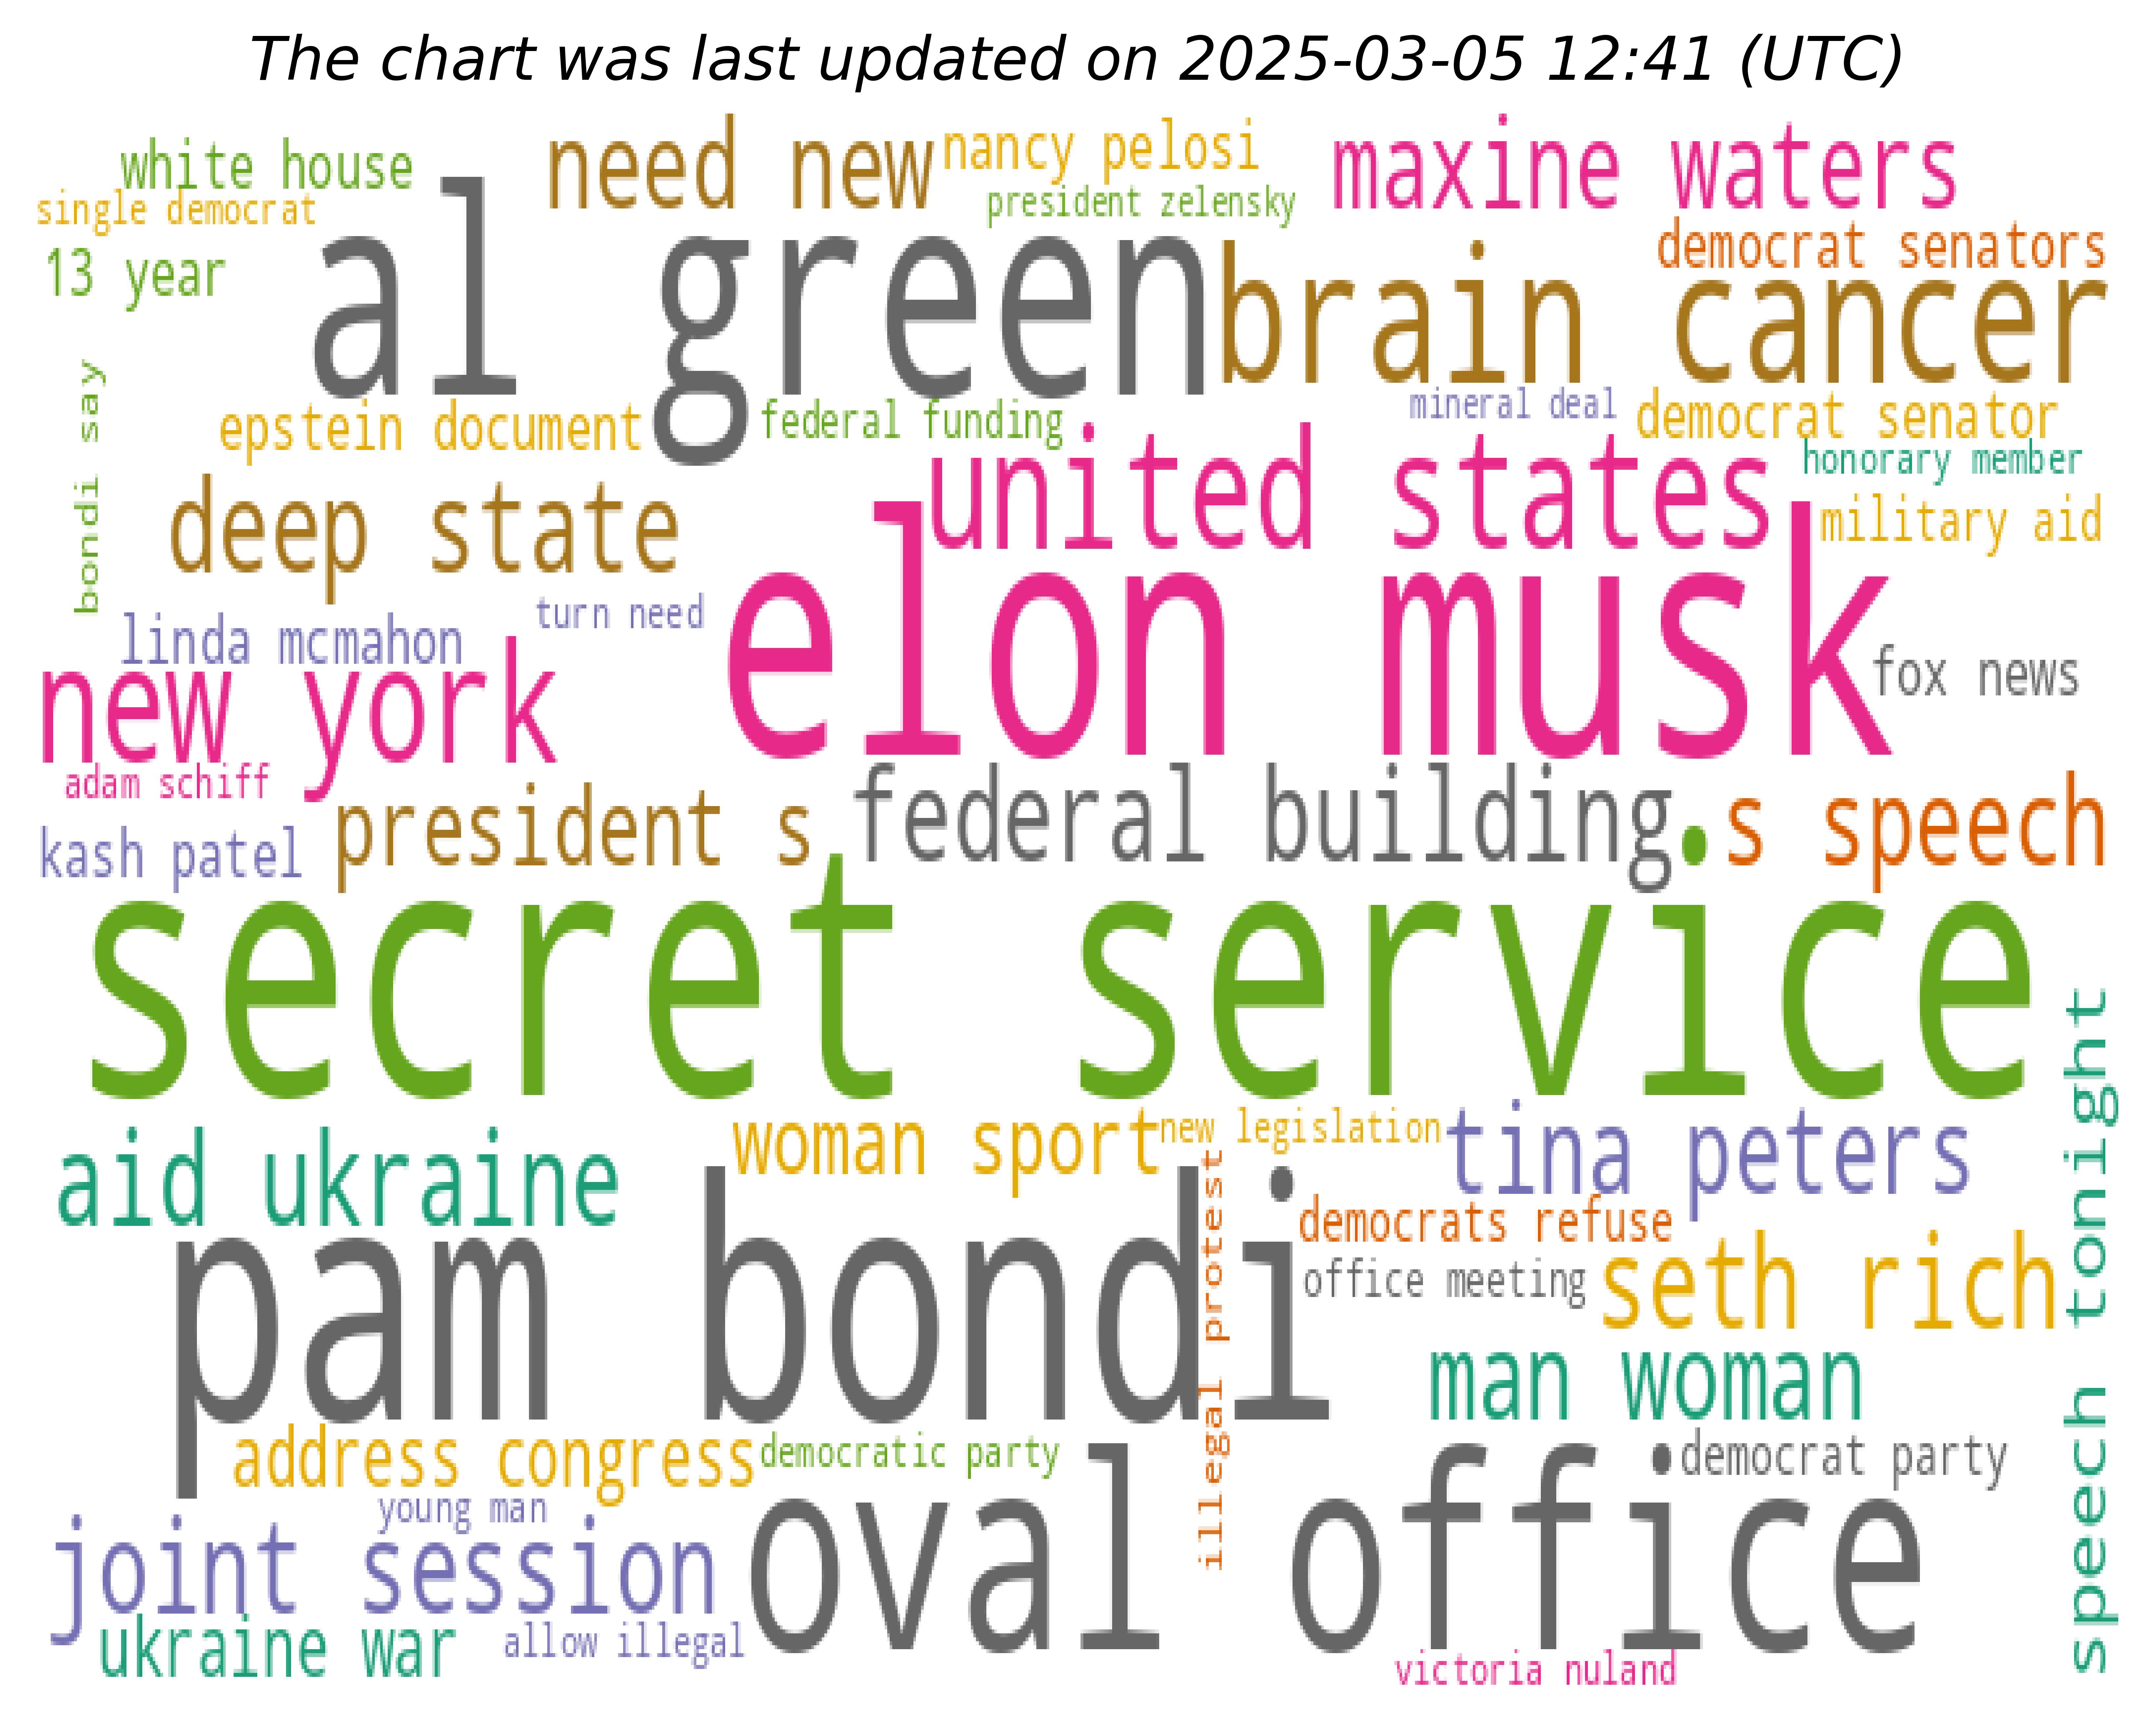 The chart was last updated on 2025-03-05 12:41 (UTC)
white house
need new
nancy pelosi
maxine waters
single democrat
president zelensky
13 year
al green
brain cancer
democrat senators
bondi say
epstein document
federal funding
mineral deal
democrat senator
united states
honorary member
deep state
military aid
linda mcmahon
turn need
elon musk
new york
fox news
adam schiff
president s
federal building
s speech
kash patel
secret service
speech tonight
aid ukraine
woman sport
new legislation
tina peters
illegal protest
democrats refuse
pam bondi
office meeting
seth rich
man woman
address congress
democratic party
democrat party
young man
joint session
oval office
ukraine war
allow illegal
victoria nuland